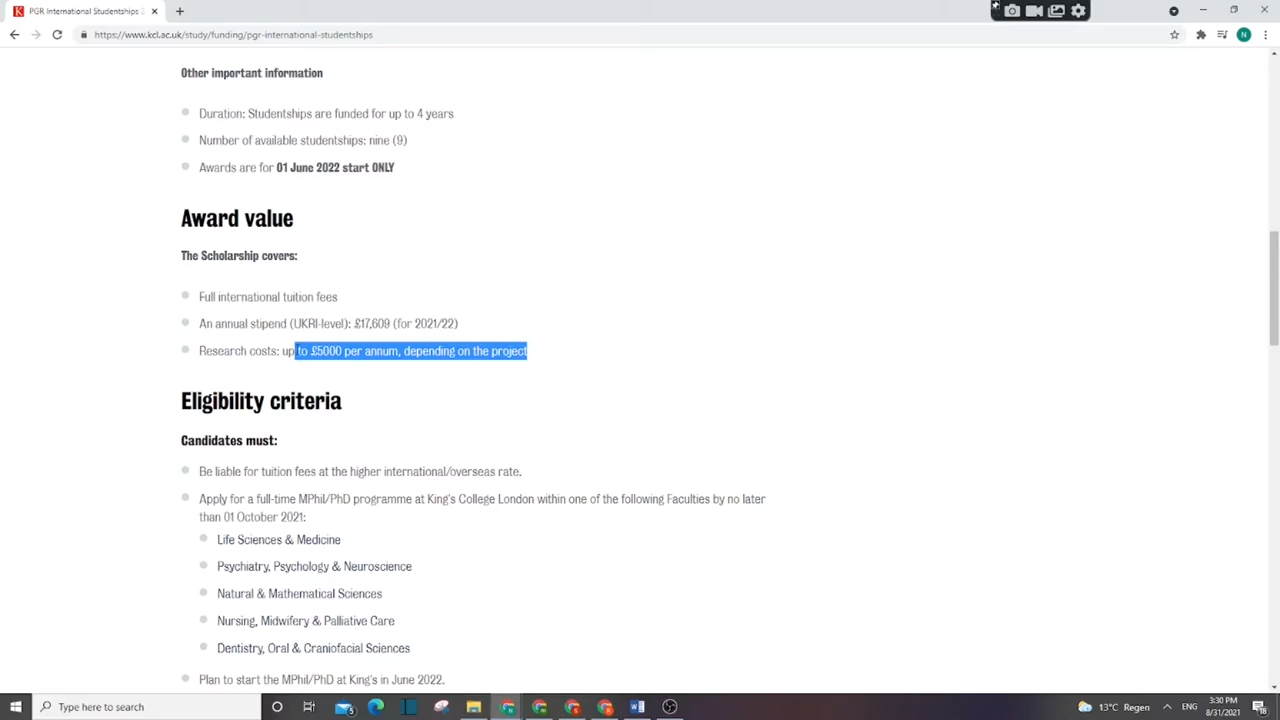 PGR International Studentships 2
https://www.kcl.ac.uk/study/funding/pgr-international-studentships
N
Other important information
Duration: Studentships are funded for up to 4 years
Number of available studentships: nine (9)
Awards are for 01 June 2022 start ONLY
Award value
The Scholarship covers:
Full international tuition fees
An annual stipend (UKRI-level): £17,609 (for 2021/22)
Research costs: up to £5000 per annum, depending on the project
Eligibility criteria
Candidates must:
Be liable for tuition fees at the higher international/overseas rate.
Apply for a full-time MPhil/PhD programme at King's College London within one of the following Faculties by no later
than 01 October 2021:
Life Sciences & Medicine
Psychiatry, Psychology & Neuroscience
Natural & Mathematical Sciences
Nursing, Midwifery & Palliative Care
Dentistry, Oral & Craniofacial Sciences
Plan to start the MPhil/PhD at King's in June 2022.
Type here to search
13°C Regen
ENG
3:30 PM
8/31/2021